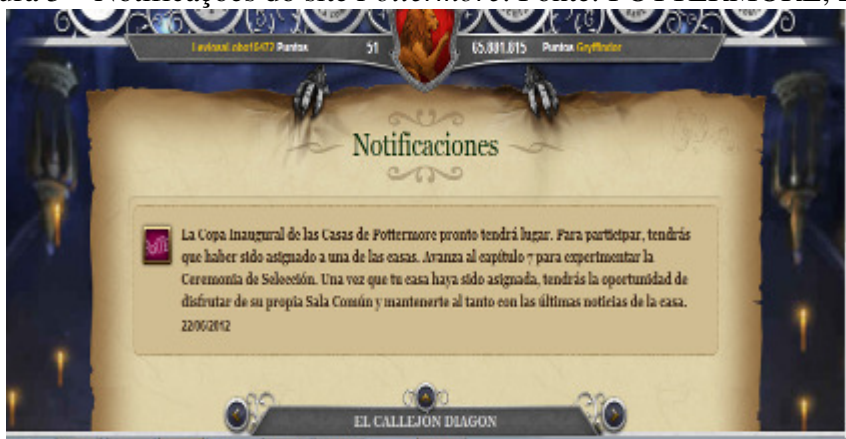 Notificações do site Pottermore. Fonte: POTTERMORE,
Puntos 51 65.881.815 Puntos Gryffindor
Notificaciones
La Copa Inaugural de las Casas de Pottermore pronto tendrá lugar. Para participar, tendrás
que haber sido asignado a una de las casas. Avanza al capítulo 7 para experimentar la
Ceremonia de Selección. Una vez que tu casa haya sido asignada, tendrás la oportunidad de
disfrutar de su propia Sala Común y mantenerte al tanto con las últimas noticias de la casa.
22/06/2012
EL CALLEJÓN DIAGON